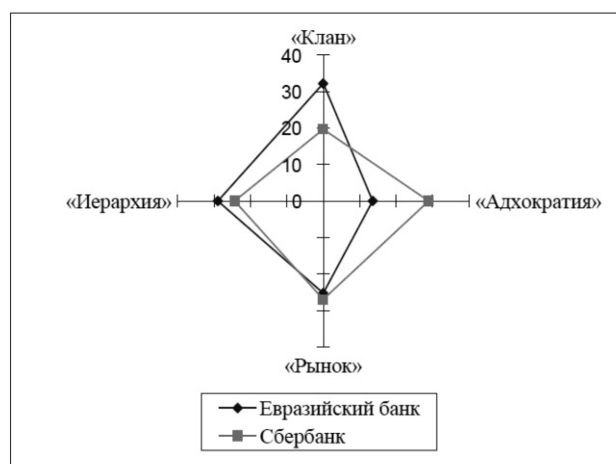 «Клан»
40
30
20
10
0
«Иерархия»
«Адхократия»
«Рынок»
Евразийский банк
Сбербанк